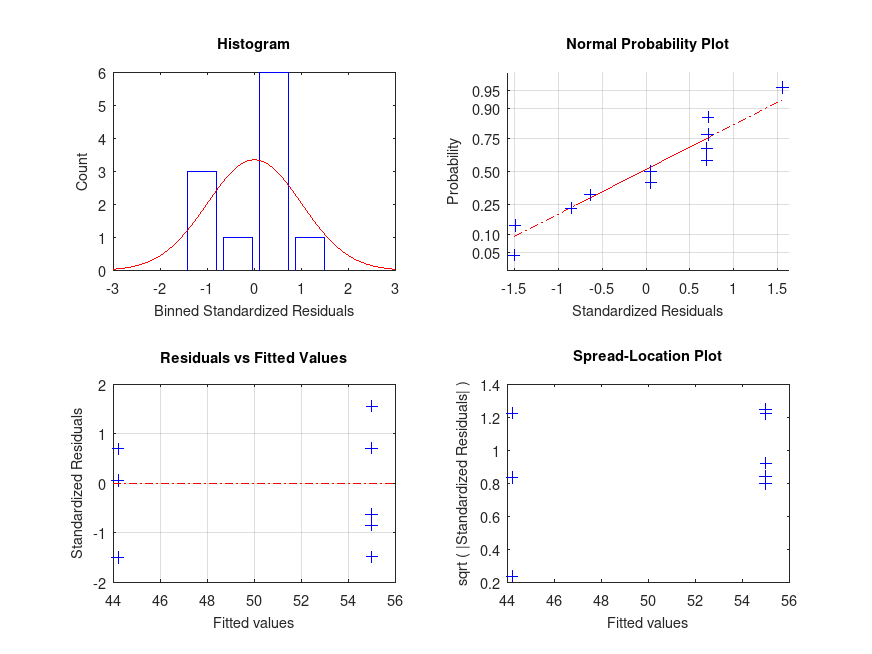 Histogram
6
5
4
3
2
1
0
Count
-3 -2 -1 0 1 2 3
Binned Standardized Residuals
Normal Probability Plot
0.95
0.90
0.75
0.50
0.25
0.10
0.05
Probability
-1.5 -1 -0.5 0 0.5 1 1.5
Standardized Residuals
Residuals vs Fitted Values
2
1
0
-1
-2
Standardized Residuals
44 46 48 50 52 54 56
Fitted values
Spread-Location Plot
1.4
1.2
1
0.8
0.6
0.4
0.2
sqrt ( |Standardized Residuals| )
44 46 48 50 52 54 56
Fitted values